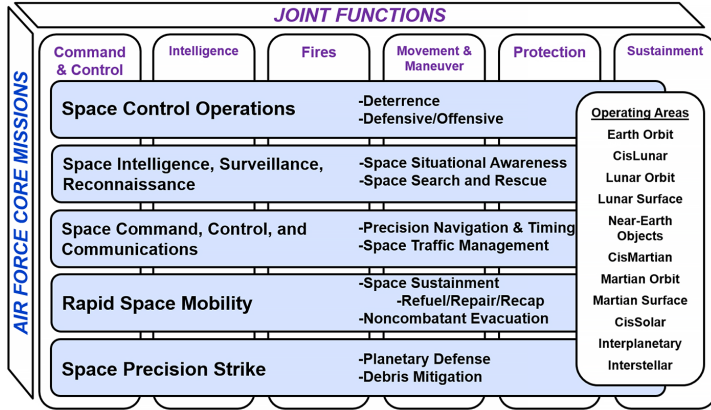 JOINT FUNCTIONS
AIR FORCE CORE MISSIONS
Command
& Control
Intelligence
Fires
Movement &
Maneuver
Protection
Sustainment
Space Control Operations
-Deterrence
-Defensive/Offensive
Space Intelligence, Surveillance,
Reconnaissance
-Space Situational Awareness
-Space Search and Rescue
Space Command, Control, and
Communications
-Precision Navigation & Timing
-Space Traffic Management
Rapid Space Mobility
-Space Sustainment
-Refuel/Repair/Recap
-Noncombatant Evacuation
Space Precision Strike
-Planetary Defense
-Debris Mitigation
Operating Areas
Earth Orbit
CisLunar
Lunar Orbit
Lunar Surface
Near-Earth
Objects
CisMartian
Martian Orbit
Martian Surface
CisSolar
Interplanetary
Interstellar